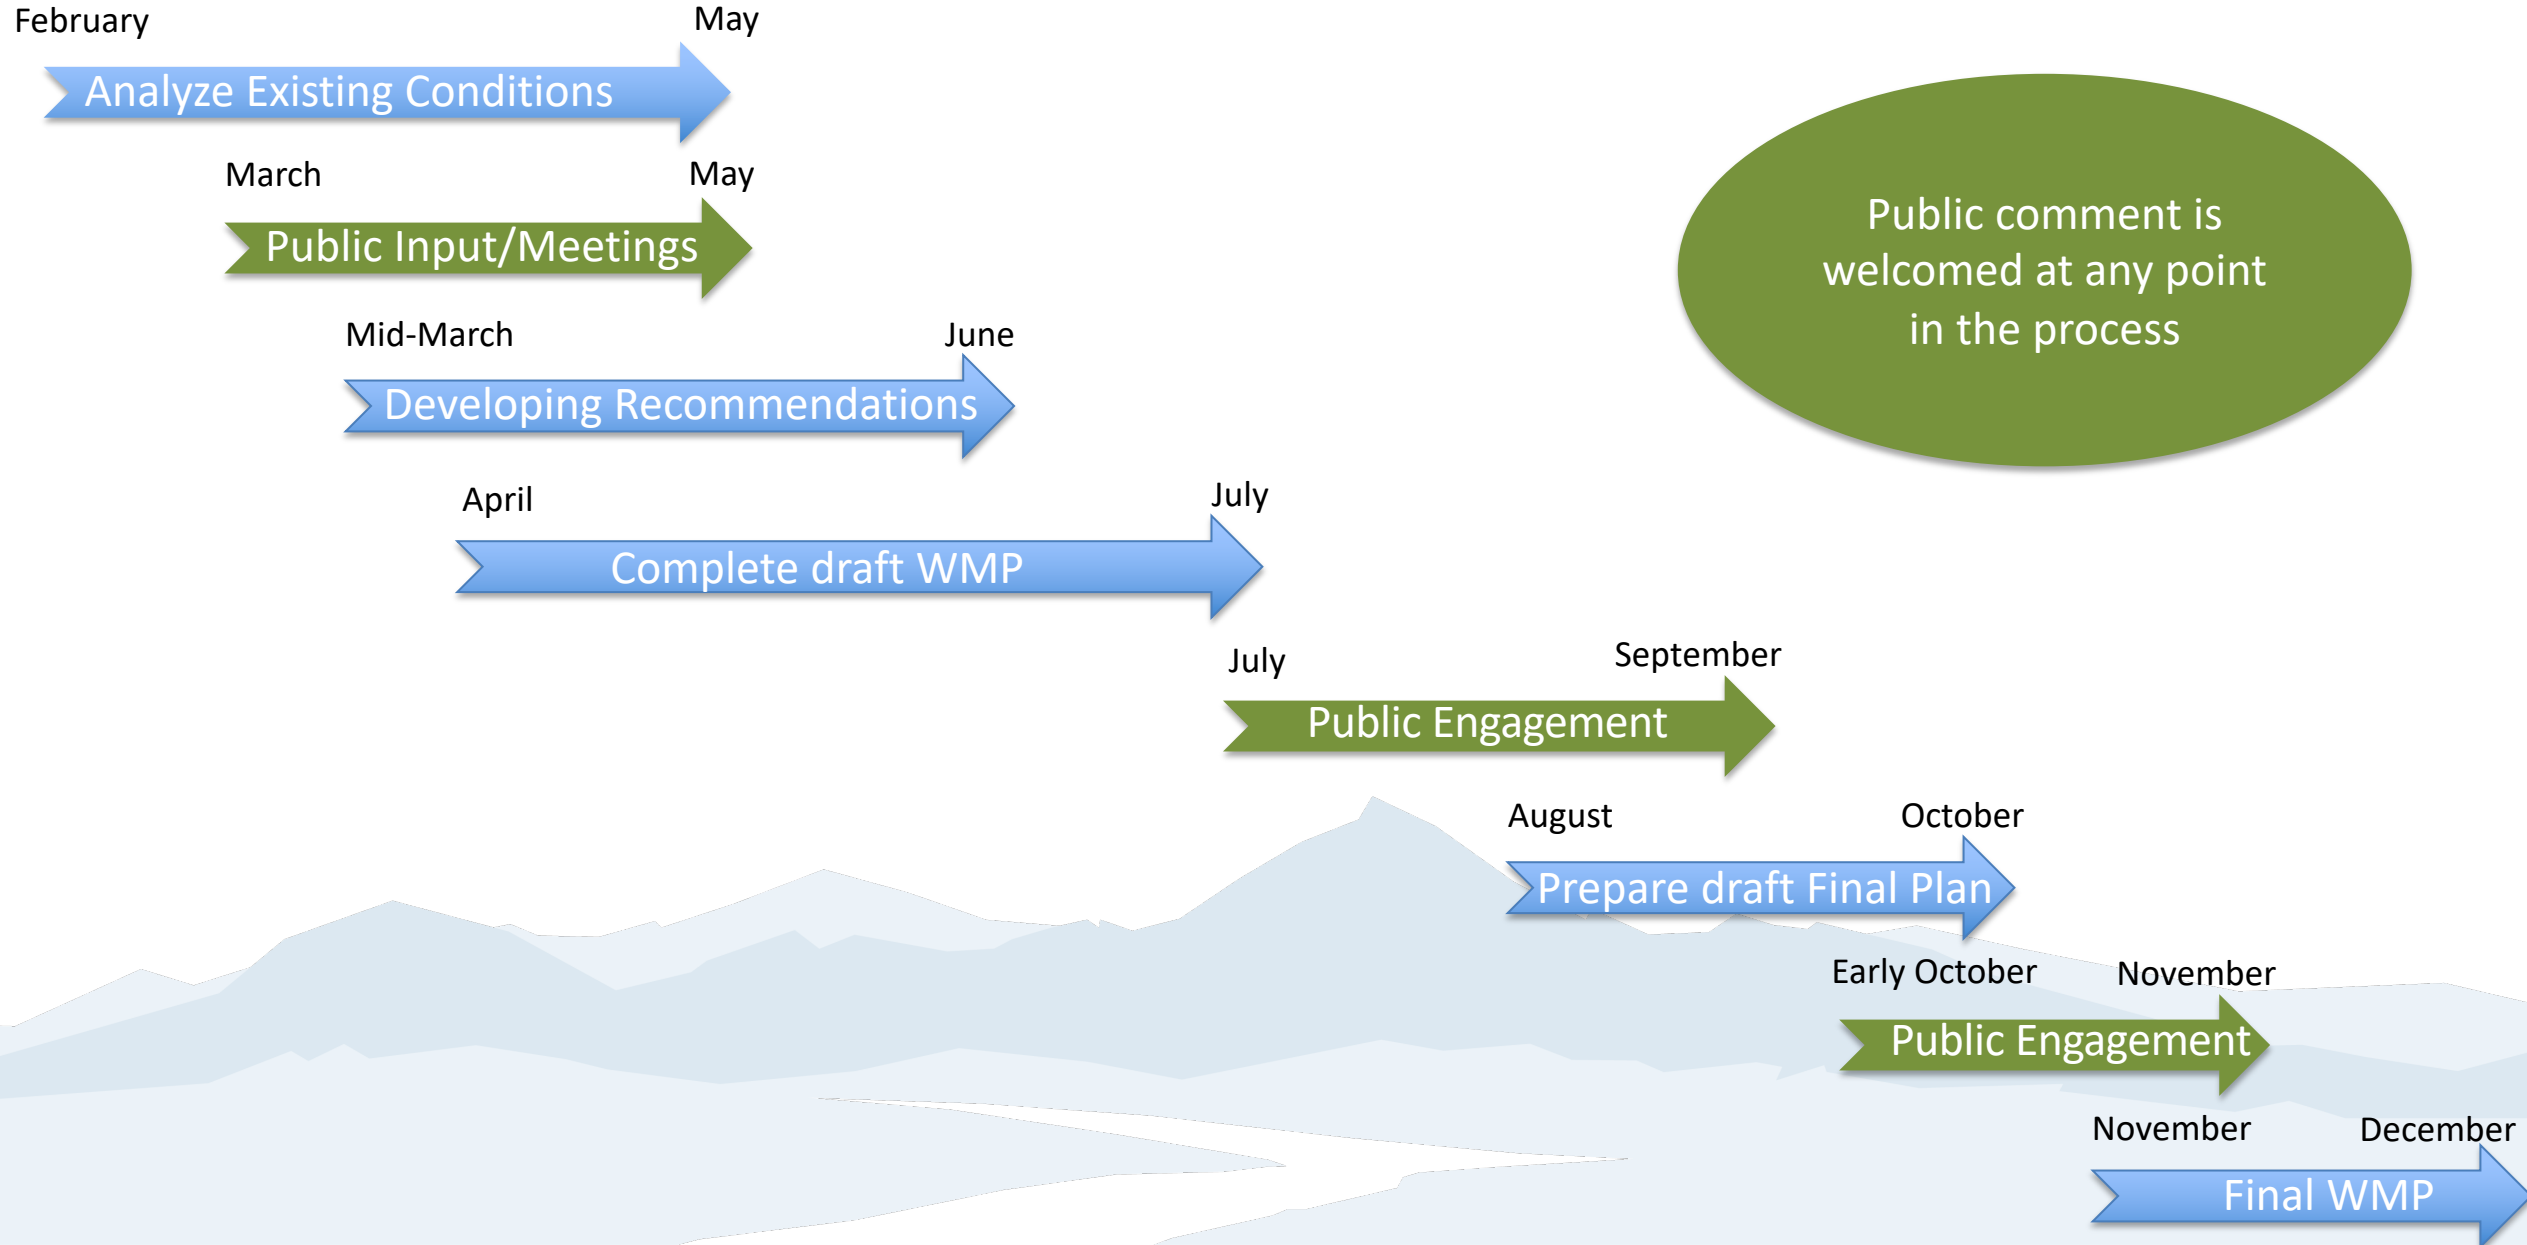 February
May
Analyze Existing Conditions
March
May
Public Input/Meetings
Public comment is
welcomed at any point
in the process
Mid-March
June
Developing Recommendations
April
July
Complete draft WMP
July
September
Public Engagement
August
October
Prepare draft Final Plan
Early October
November
Public Engagement
November
December
Final WMP